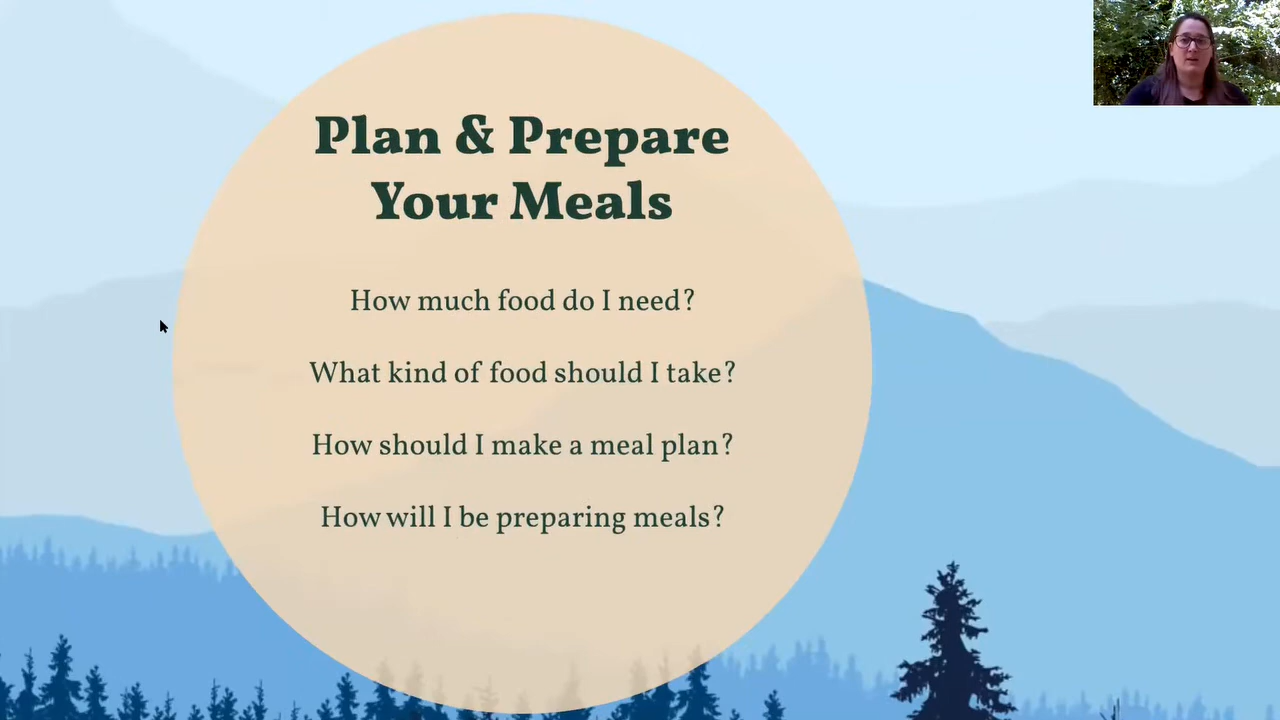 Plan & Prepare
Your Meals
How much food do I need?
What kind of food should I take?
How should I make a meal plan?
How will I be preparing meals?